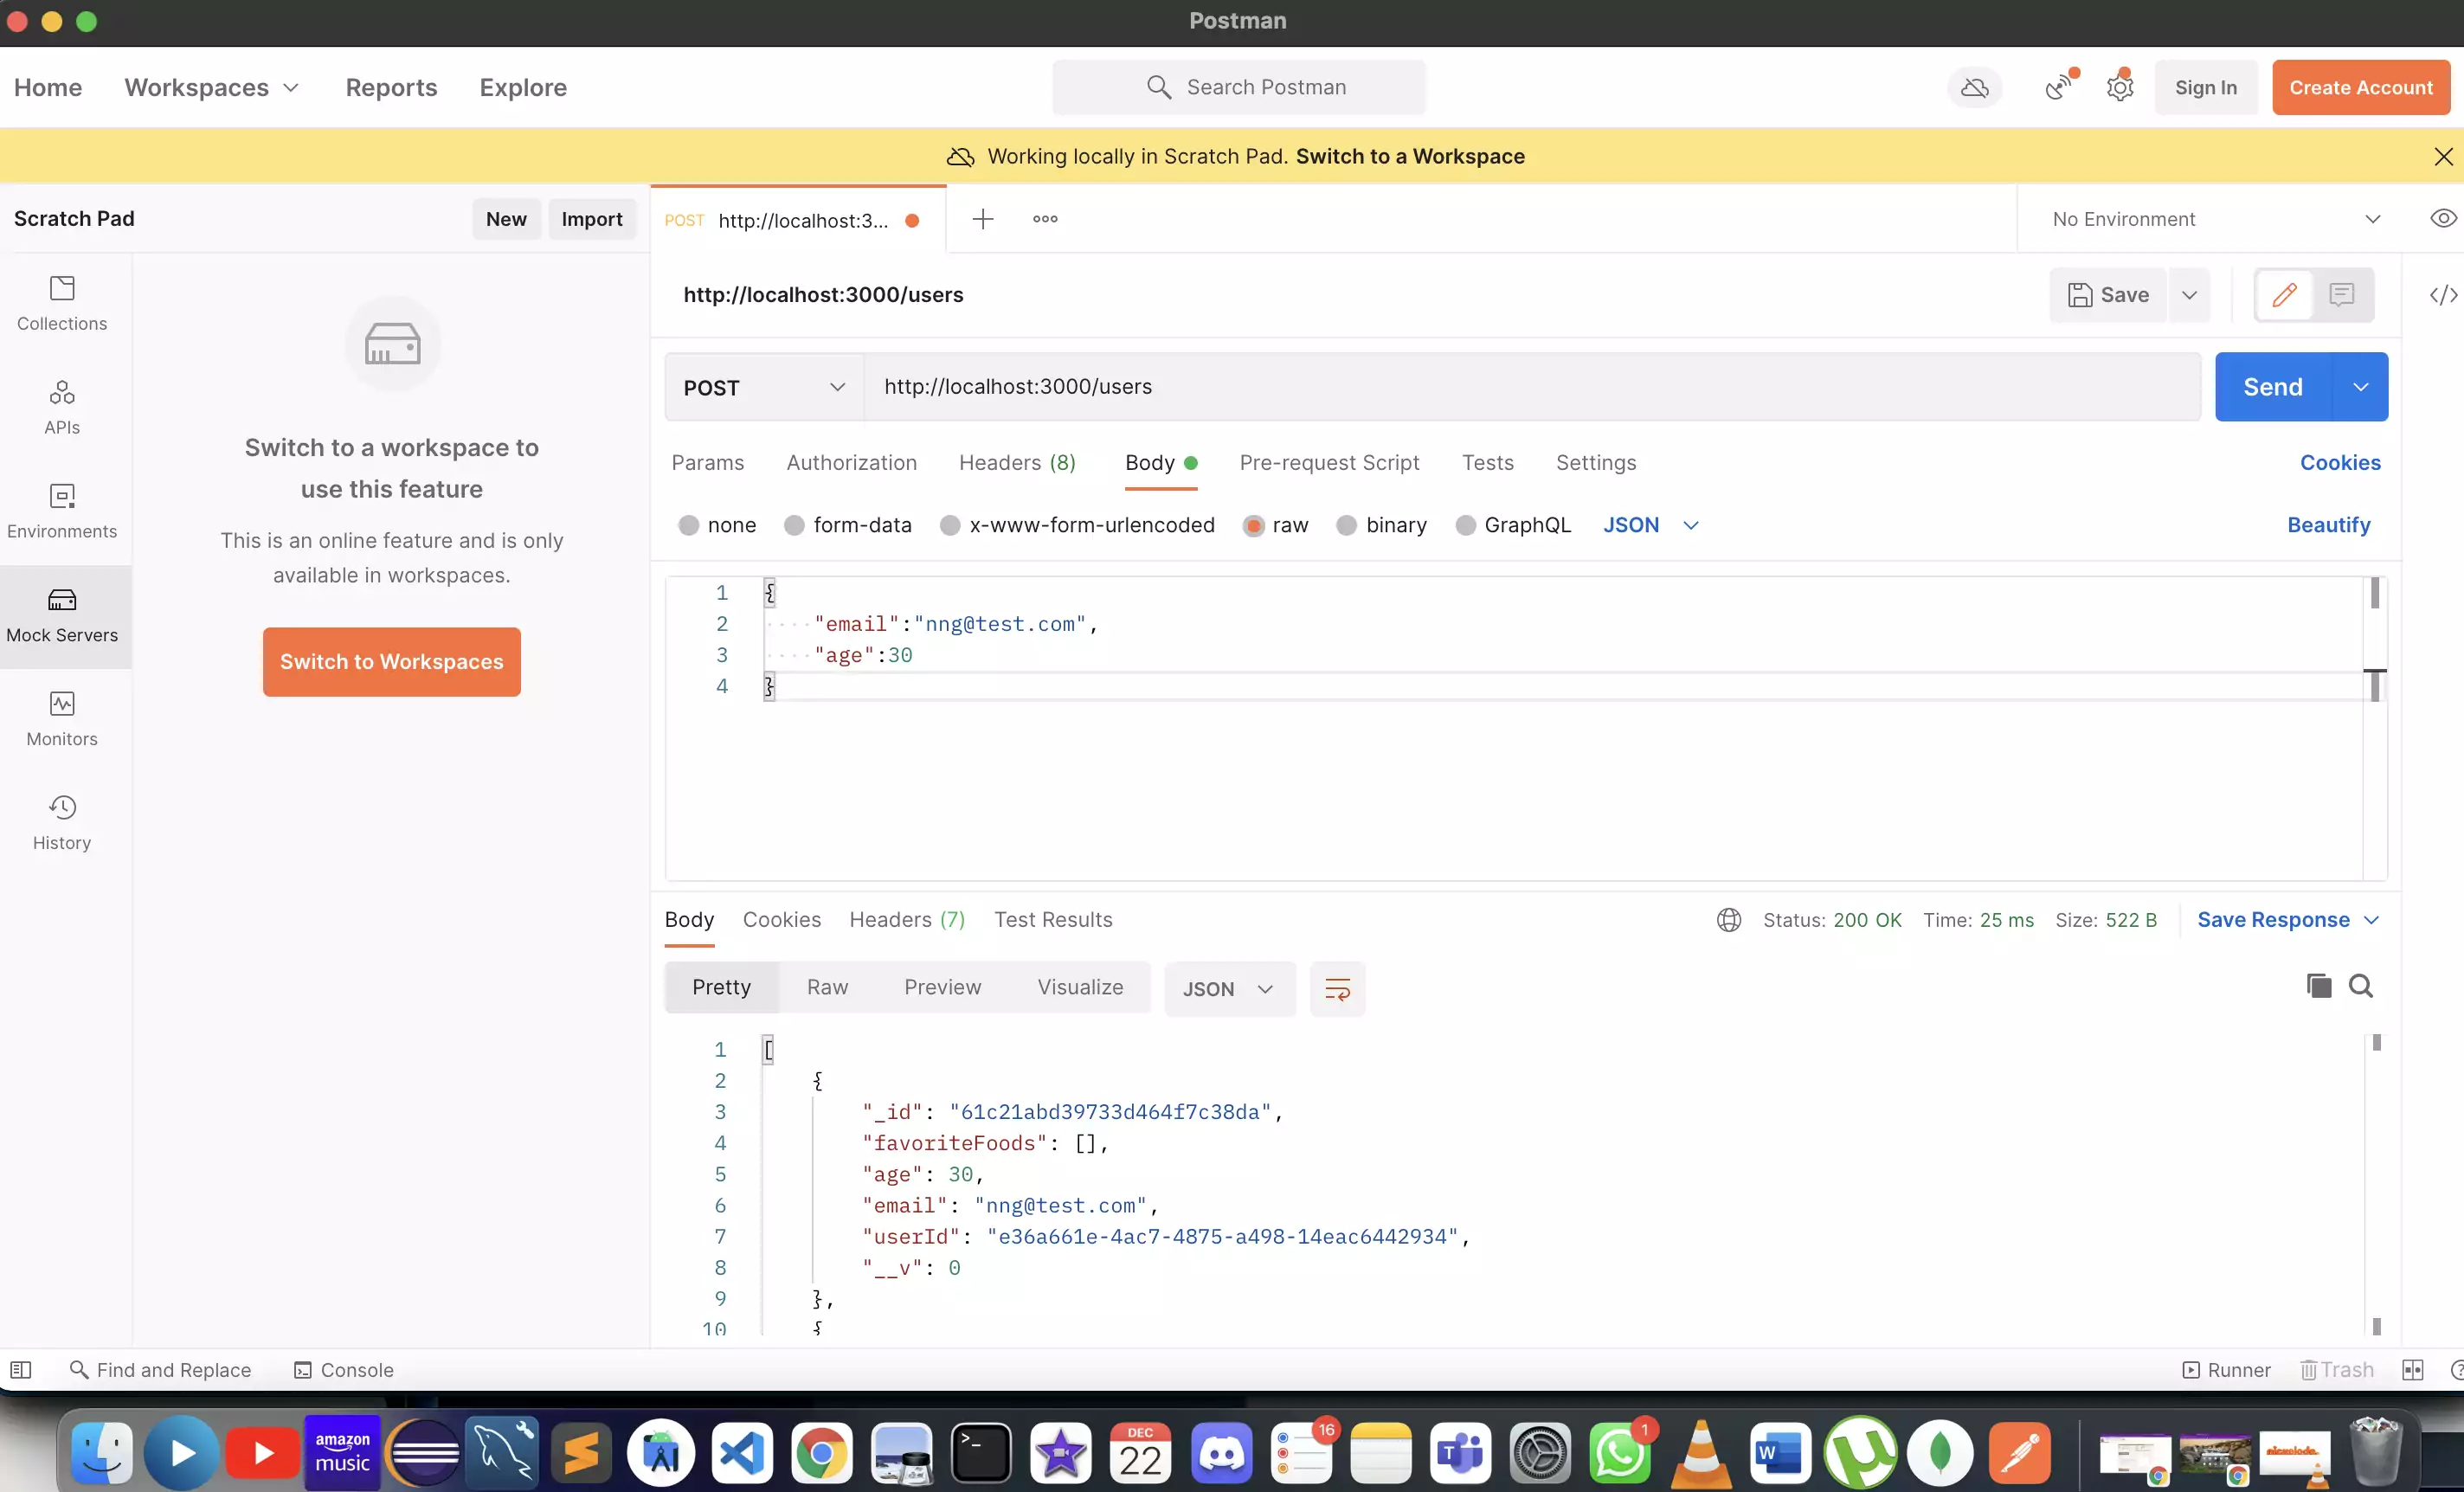 Postman
Home Workspaces Reports Explore Search Postman Sign In Create Account
Working locally in Scratch Pad. Switch to a Workspace
Scratch Pad New Import POST http://localhost:3... No Environment
Collections
APIs
Environments
Mock Servers
Monitors
History
Switch to a workspace to
use this feature
This is an online feature and is only
available in workspaces.
Switch to Workspaces
http://localhost:3000/users Save
POST http://localhost:3000/users Send
Params Authorization Headers (8) Body Pre-request Script Tests Settings Cookies
none form-data x-www-form-urlencoded raw binary GraphQL JSON Beautify
1 {
2 "email":"nng@test.com",
3 "age":30
4 }
Body Cookies Headers (7) Test Results Status: 200 OK Time: 25 ms Size: 522 B Save Response
Pretty Raw Preview Visualize JSON
1 [
2 {
3 "_id": "61c21abd39733d464f7c38da",
4 "favoriteFoods": [],
5 "age": 30,
6 "email": "nng@test.com",
7 "userId": "e36a661e-4ac7-4875-a498-14eac6442934",
8 "__v": 0
9 },
10 {
Find and Replace Console Runner Trash
amazon
music
DEC
22
16
1